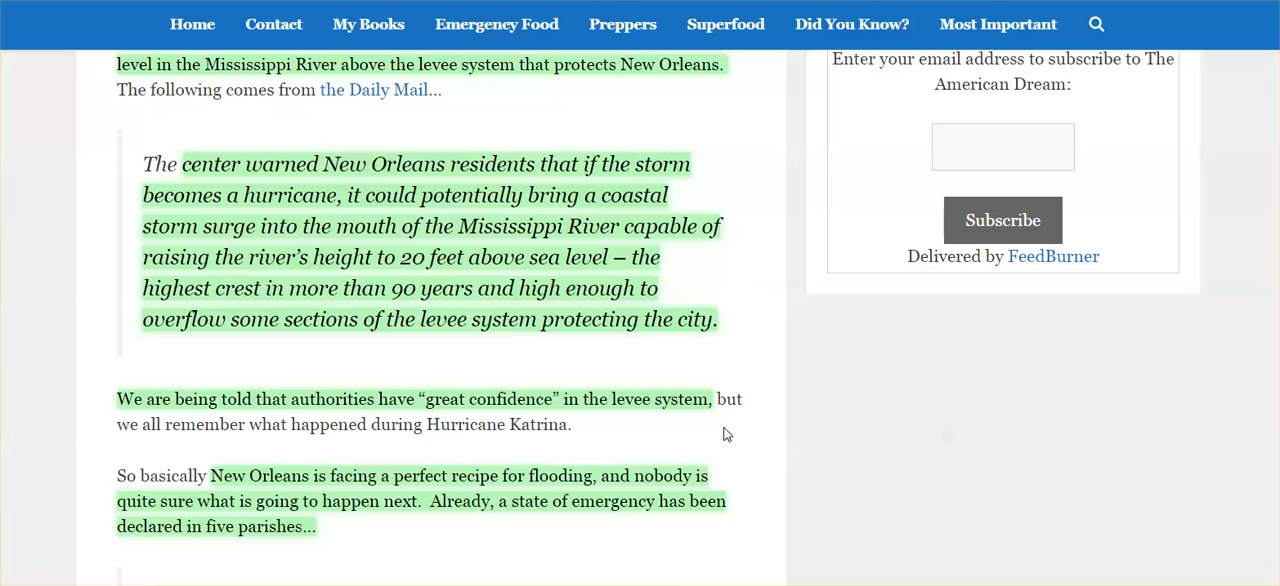 Home Contact My Books Emergency Food Preppers Superfood Did You Know? Most Important
level in the Mississippi River above the levee system that protects New Orleans.
The following comes from the Daily Mail…
The center warned New Orleans residents that if the storm
becomes a hurricane, it could potentially bring a coastal
storm surge into the mouth of the Mississippi River capable of
raising the river’s height to 20 feet above sea level – the
highest crest in more than 90 years and high enough to
overflow some sections of the levee system protecting the city.
We are being told that authorities have “great confidence” in the levee system, but
we all remember what happened during Hurricane Katrina.
So basically New Orleans is facing a perfect recipe for flooding, and nobody is
quite sure what is going to happen next.  Already, a state of emergency has been
declared in five parishes…
Enter your email address to subscribe to The
American Dream:
Subscribe
Delivered by FeedBurner